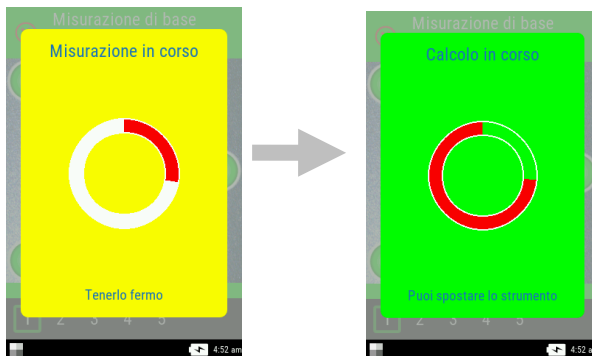 Misurazione di base
Misurazione in corso
Tenerlo fermo
1 2 3 4 5
4:52 am
Misurazione di base
Calcolo in corso
Puoi spostare lo strumento
1 2 3 4 5
4:52 a